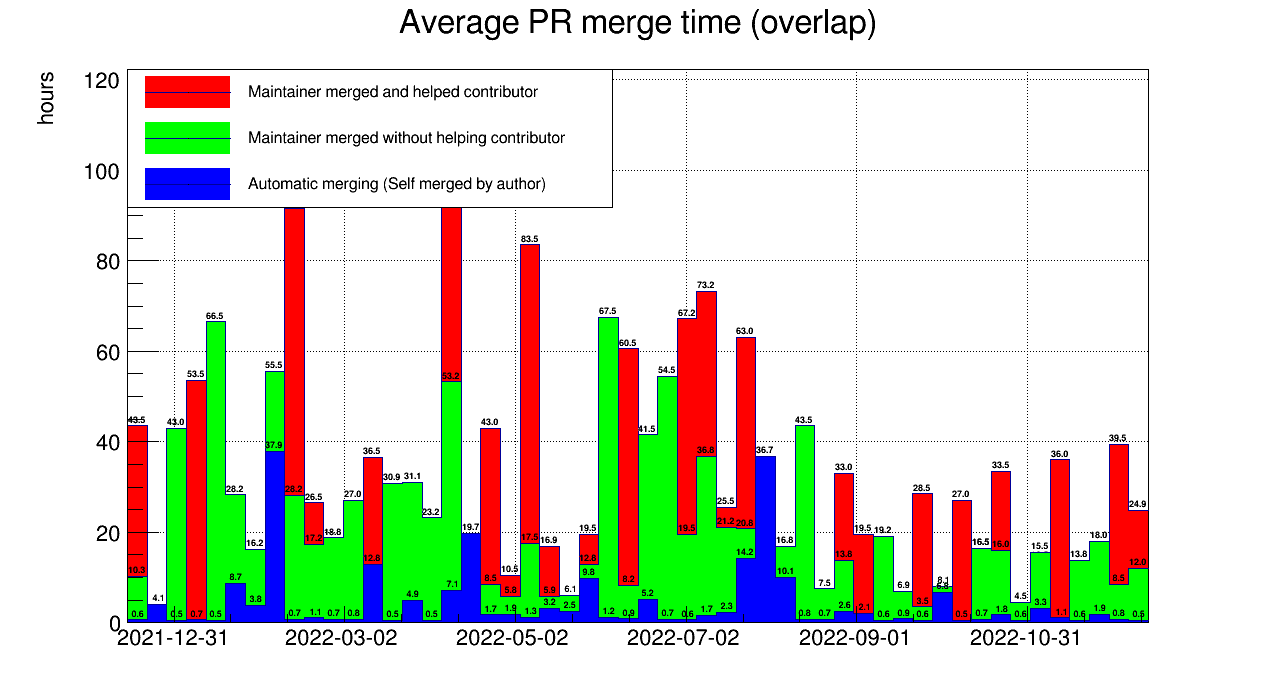 Average PR merge time (overlap)
hours
120
100
80
60
40
20
0
Maintainer merged and helped contributor
Maintainer merged without helping contributor
Automatic merging (Self merged by author)
43.5 10.3 0.6
4.1
43.0 0.5
53.5 0.7
66.5 0.5
28.2 8.7
16.2 3.8
55.5 37.9
28.2 0.7
26.5 17.2 1.1
18.8 0.7
27.0 0.8
36.5 12.8
30.9 0.5
31.1 4.9
23.2 0.5
53.2 7.1
19.7
43.0 8.5 1.7
10.5 5.8 1.9
83.5 17.5 1.3
16.9 5.9 3.2
6.1 2.5
19.5 12.8 9.8
67.5 1.2
60.5 8.2 0.9
41.5 5.2
54.5 0.7
67.2 19.5 0.6
73.2 36.8 1.7
25.5 21.2 2.3
63.0 20.8 14.2
36.7
16.8 10.1
43.5 0.8
7.5 0.7
33.0 13.8 2.6
19.5 2.1
19.2 0.6
6.9 0.9
28.5 3.5 0.6
8.1
27.0 0.5
16.5 0.7
33.5 16.0 1.8
4.5 0.6
15.5 3.3
36.0 1.1
13.8 0.6
18.0 1.9
39.5 8.5 0.8
24.9 12.0 0.6
2021-12-31
2022-03-02
2022-05-02
2022-07-02
2022-09-01
2022-10-31